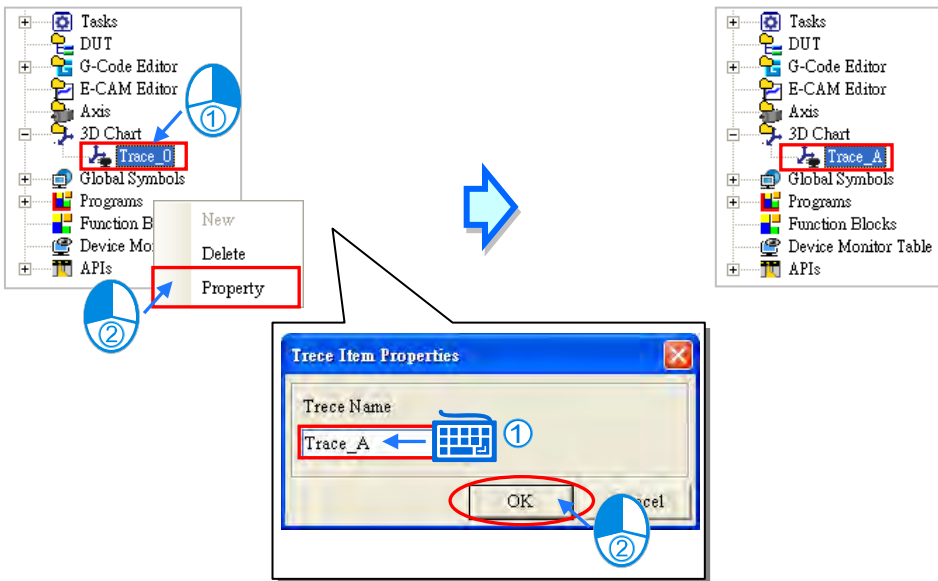 Tasks
DUT
G-Code Editor
E-CAM Editor
Axis
①
3D Chart
Trace_0
Global Symbols
Programs
Function B
Device Mo
APIs
New
Delete
Property
②
Trece Item Properties
Trece Name
Trace_A
①
OK
cel
②
Tasks
DUT
G-Code Editor
E-CAM Editor
Axis
3D Chart
Trace_A
Global Symbols
Programs
Function Blocks
Device Monitor Table
APIs